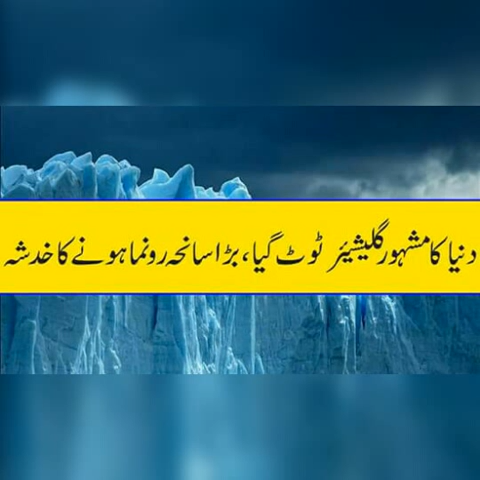 دنیا کا مشہور گلیشیئر ٹوٹ گیا، بڑا سانحہ رونما ہونے کا خدشہ